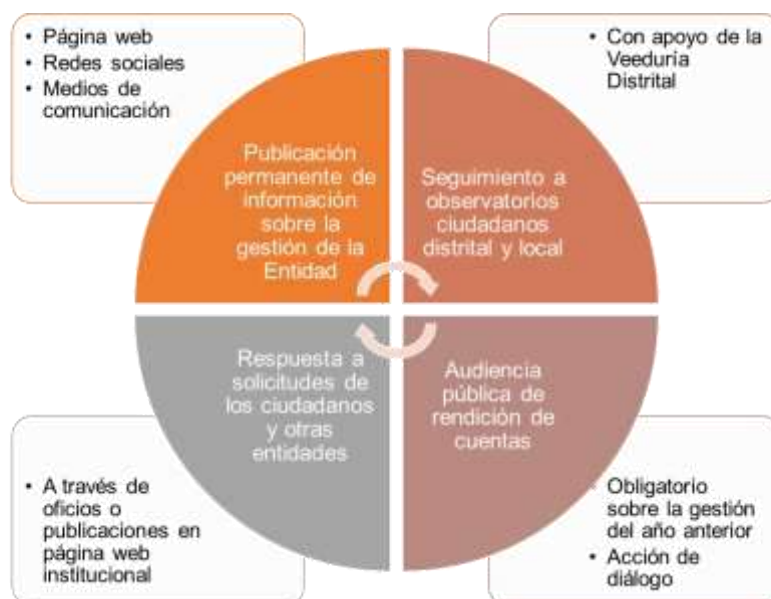 • Página web
• Redes sociales
• Medios de
comunicación
• Con apoyo de la
Veeduría
Distrital
Publicación
permanente de
información
sobre la
gestión de la
Entidad
Seguimiento a
observatorios
ciudadanos
distrital y local
Respuesta a
solicitudes de
los ciudadanos
y otras
entidades
Audiencia
pública de
rendición de
cuentas
• A través de
oficios o
publicaciones en
página web
institucional
• Obligatorio
sobre la gestión
del año anterior
• Acción de
diálogo